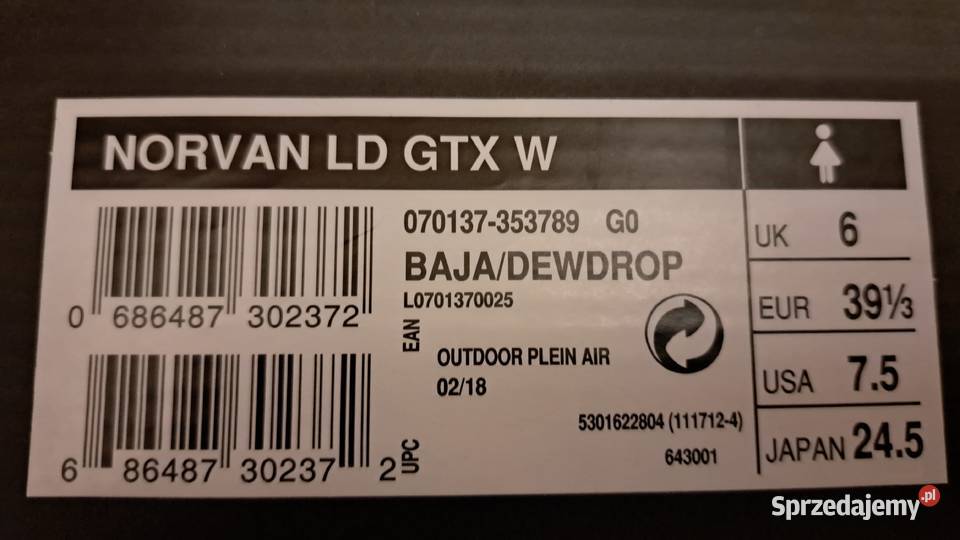 NORVAN LD GTX W
070137-353789 G0
BAJA/DEWDROP
L0701370025
0 686487 302372
EAN
OUTDOOR PLEIN AIR
02/18
5301622804 (111712-4)
643001
6 86487 30237 2
UPC
UK 6
EUR 39⅓
USA 7.5
JAPAN 24.5
Sprzedajemy.pl